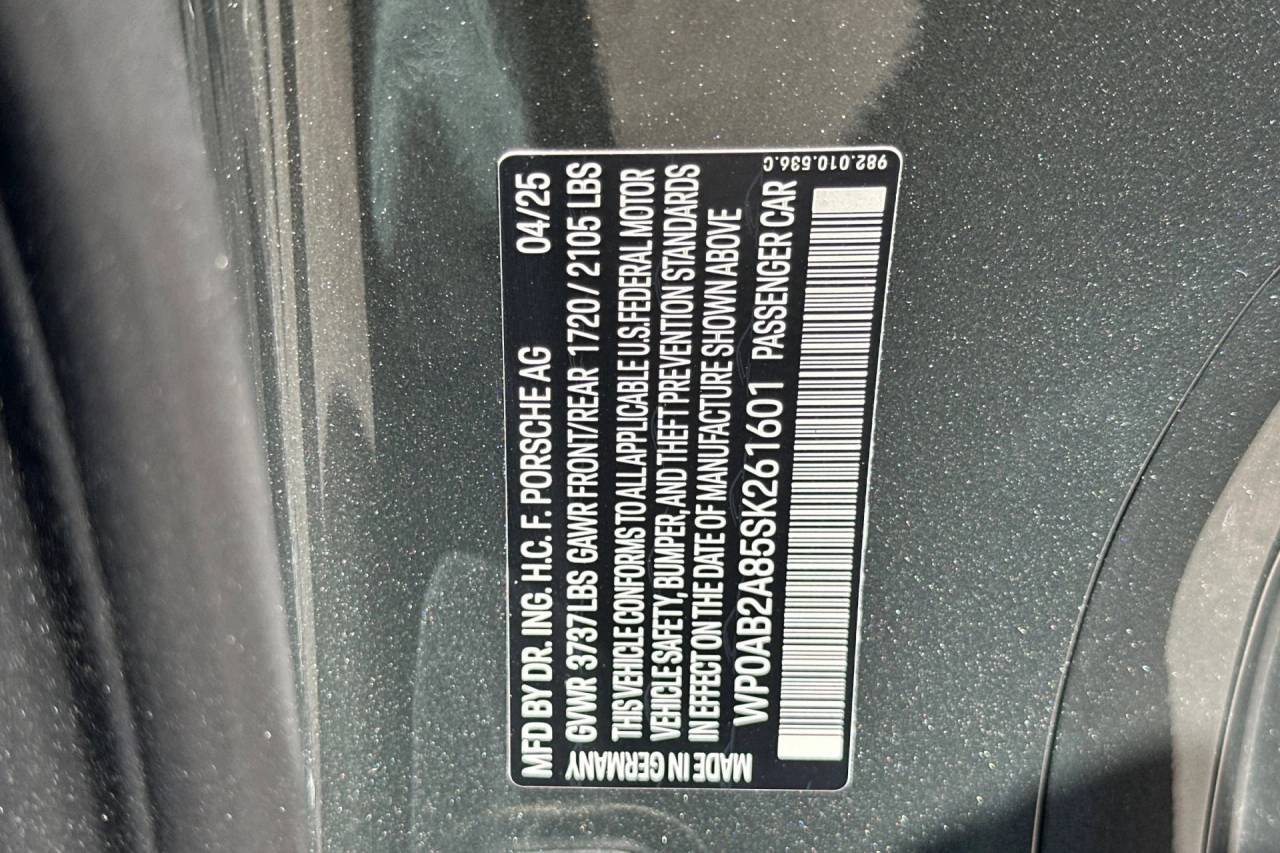 MFD BY DR. ING. H.C. F. PORSCHE AG 04/25
GVWR 3737 LBS GAWR FRONT/REAR 1720 / 2105 LBS
THIS VEHICLE CONFORMS TO ALL APPLICABLE U.S. FEDERAL MOTOR
VEHICLE SAFETY, BUMPER, AND THEFT PREVENTION STANDARDS
IN EFFECT ON THE DATE OF MANUFACTURE SHOWN ABOVE
WP0AB2A85SK261601 PASSENGER CAR
MADE IN GERMANY
982.010.536.C